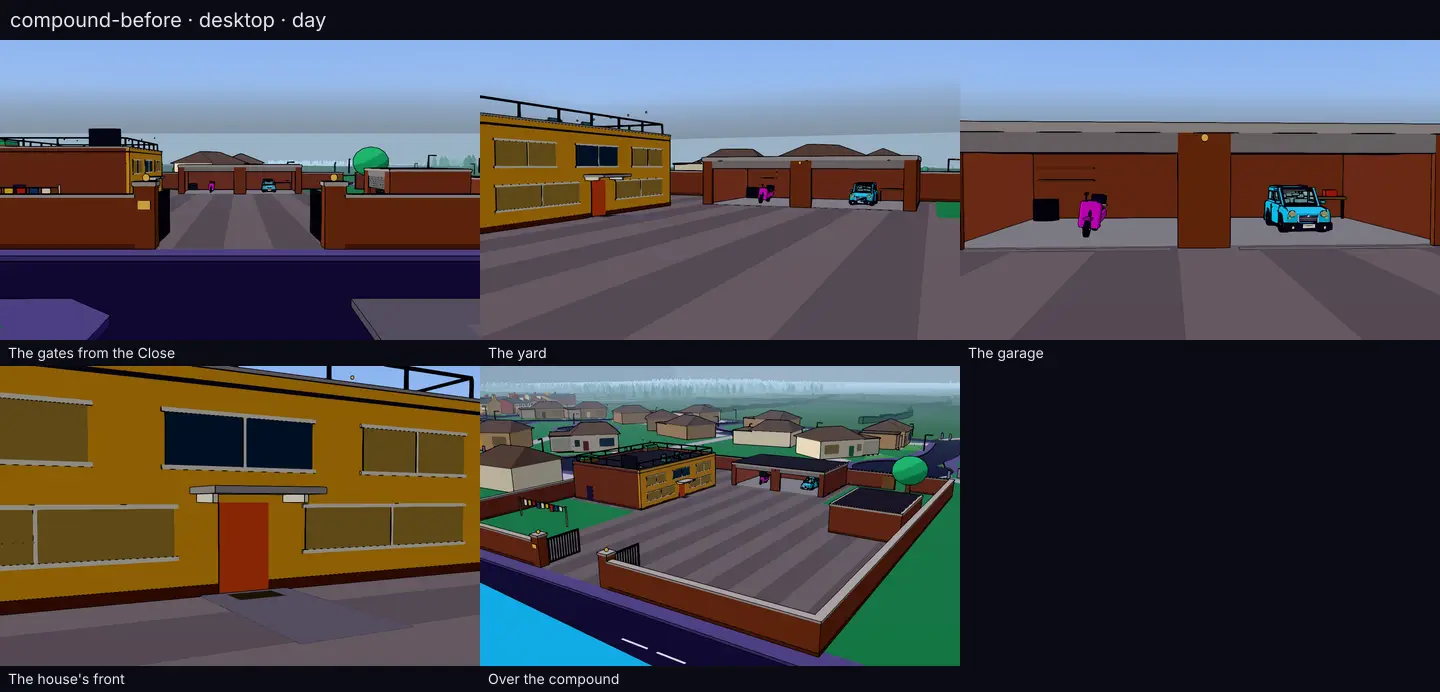 compound-before · desktop · day
The gates from the Close
The yard
The garage
The house's front
Over the compound